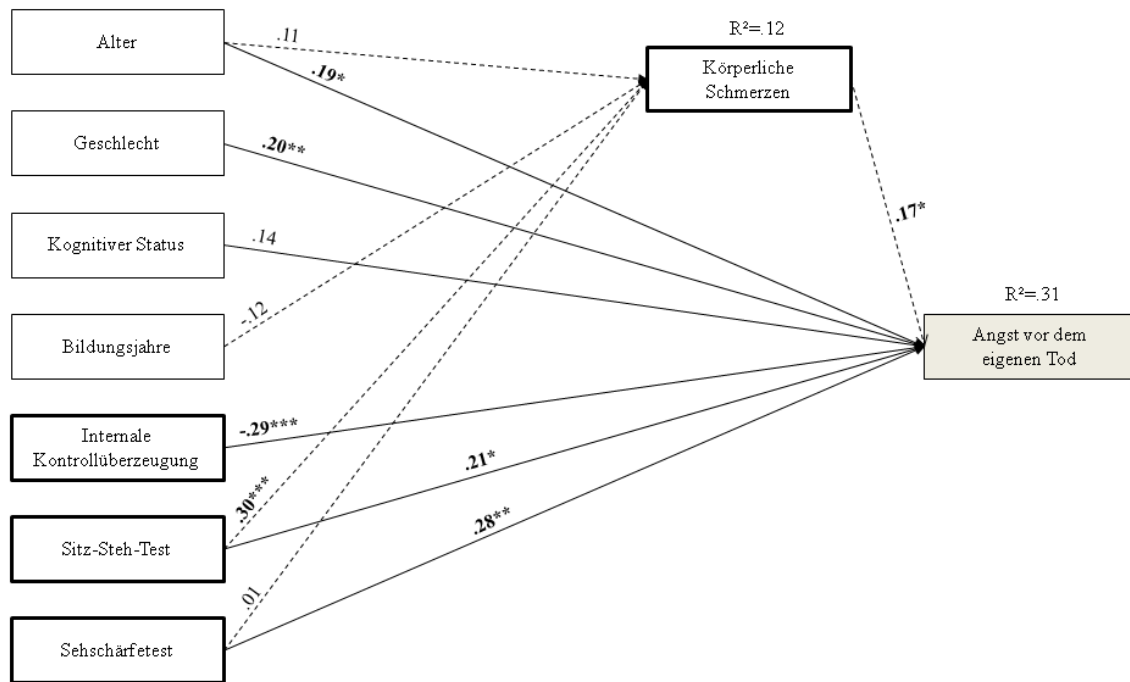 R²=.12
Alter
.11
Körperliche
Schmerzen
.19*
Geschlecht
.20**
Kognitiver Status
.14
.17*
R²=.31
Bildungsjahre
-.12
Angst vor dem
eigenen Tod
Internale
Kontrollüberzeugung
-.29***
.30***
.21*
Sitz-Steh-Test
.28**
.01
Sehschärfetest